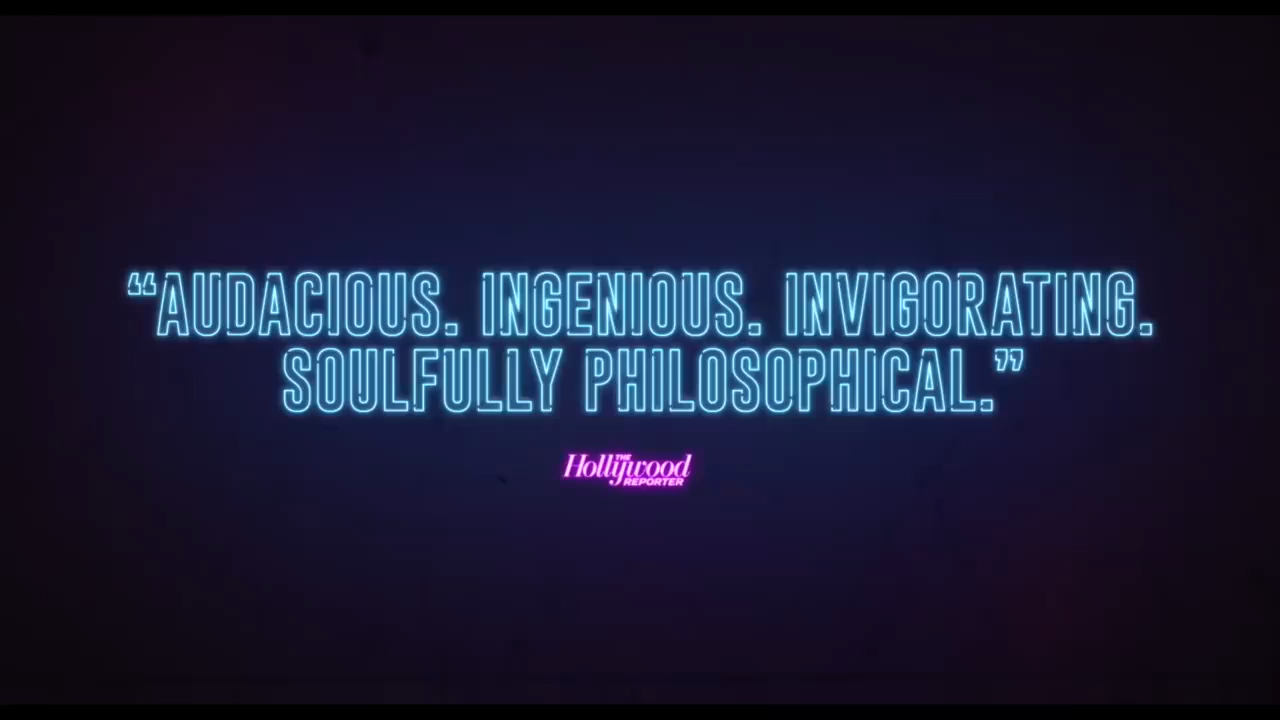 “AUDACIOUS. INGENIOUS. INVIGORATING.
SOULFULLY PHILOSOPHICAL.”
THE
Hollywood
REPORTER